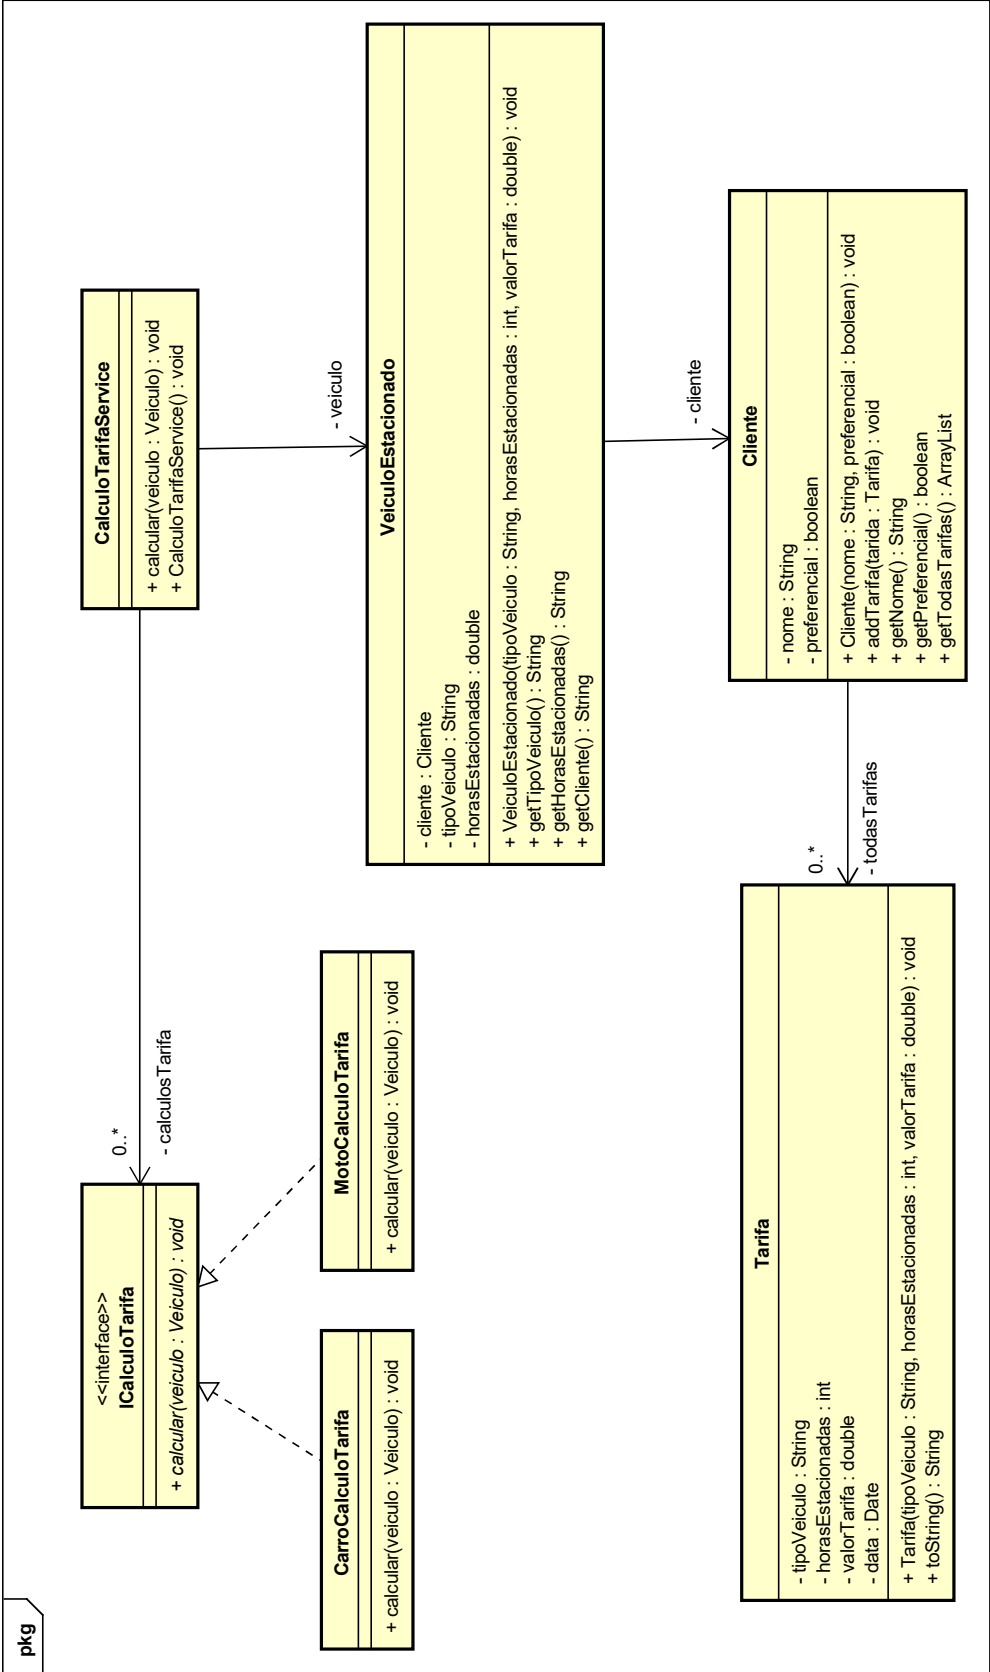 pkg
<<interface>>
ICalculoTarifa
+ calcular(veiculo : Veiculo) : void
0..*
- calculosTarifa
CalculoTarifaService
+ calcular(veiculo : Veiculo) : void
+ CalculoTarifaService() : void
- veiculo
CarroCalculoTarifa
+ calcular(veiculo : Veiculo) : void
MotoCalculoTarifa
+ calcular(veiculo : Veiculo) : void
VeiculoEstacionado
- cliente : Cliente
- tipoVeiculo : String
- horasEstacionadas : double
+ VeiculoEstacionado(tipoVeiculo : String, horasEstacionadas : int, valorTarifa : double) : void
+ getTipoVeiculo() : String
+ getHorasEstacionadas() : String
+ getCliente() : String
- cliente
Tarifa
- tipoVeiculo : String
- horasEstacionadas : int
- valorTarifa : double
- data : Date
+ Tarifa(tipoVeiculo : String, horasEstacionadas : int, valorTarifa : double) : void
+ toString() : String
0..*
- todasTarifas
Cliente
- nome : String
- preferencial : boolean
+ Cliente(nome : String, preferencial : boolean) : void
+ addTarifa(tarida : Tarifa) : void
+ getNome() : String
+ getPreferencial() : boolean
+ getTodasTarifas() : ArrayList